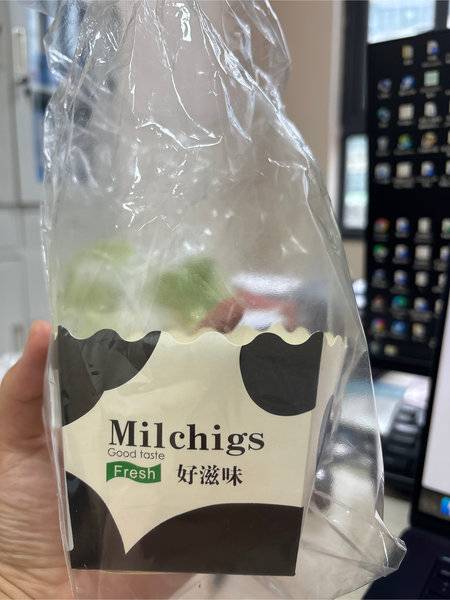 Milchigs
Good taste
Fresh
好滋味